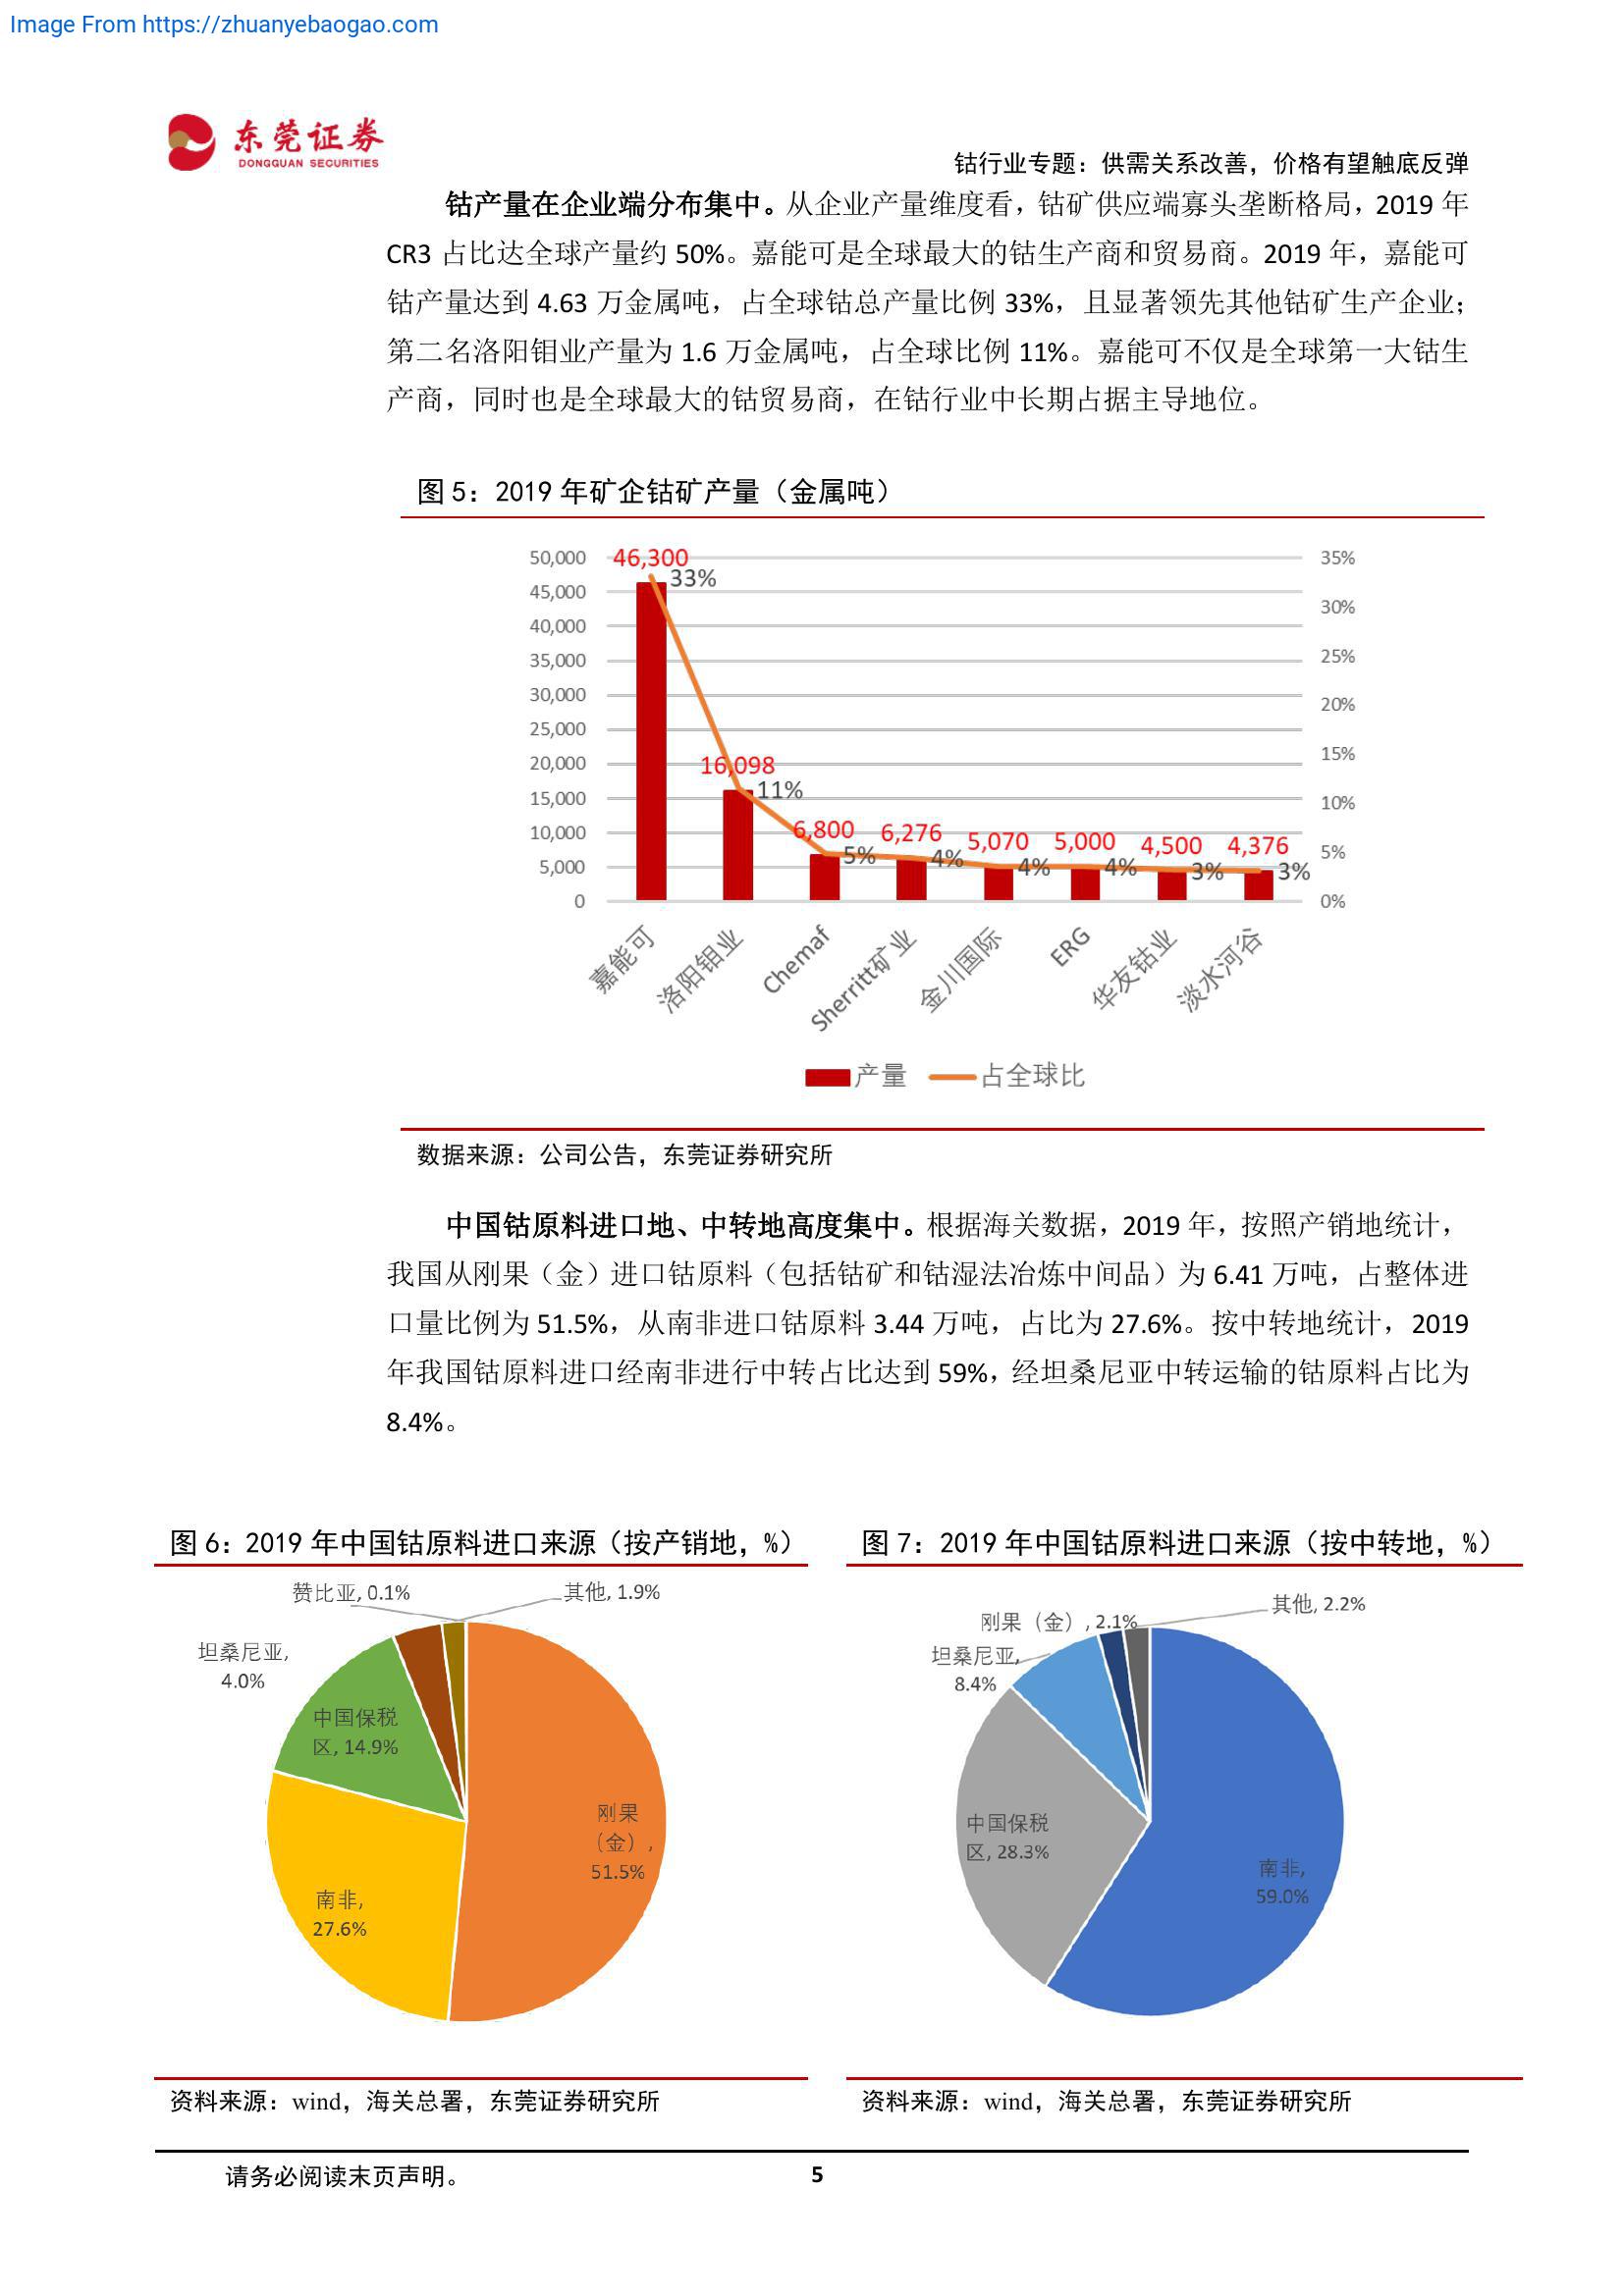 Image From https://zhuanyebaogao.com
东莞证券
DONGGUAN SECURITIES
钴行业专题：供需关系改善，价格有望触底反弹
钴产量在企业端分布集中。从企业产量维度看，钴矿供应端寡头垄断格局，2019 年
CR3 占比达全球产量约 50%。嘉能可是全球最大的钴生产商和贸易商。2019 年，嘉能可
钴产量达到 4.63 万金属吨，占全球钴总产量比例 33%，且显著领先其他钴矿生产企业；
第二名洛阳钼业产量为 1.6 万金属吨，占全球比例 11%。嘉能可不仅是全球第一大钴生
产商，同时也是全球最大的钴贸易商，在钴行业中长期占据主导地位。
图 5：2019 年矿企钴矿产量（金属吨）
50,000
45,000
40,000
35,000
30,000
25,000
20,000
15,000
10,000
5,000
0
46,300
33%
16,098
11%
6,800
5%
6,276
4%
5,070
4%
5,000
4%
4,500
3%
4,376
3%
35%
30%
25%
20%
15%
10%
5%
0%
嘉能可
洛阳钼业
Chemaf
Sherritt矿业
金川国际
ERG
华友钴业
淡水河谷
产量
占全球比
数据来源：公司公告，东莞证券研究所
中国钴原料进口地、中转地高度集中。根据海关数据，2019 年，按照产销地统计，
我国从刚果（金）进口钴原料（包括钴矿和钴湿法冶炼中间品）为 6.41 万吨，占整体进
口量比例为 51.5%，从南非进口钴原料 3.44 万吨，占比为 27.6%。按中转地统计，2019
年我国钴原料进口经南非进行中转占比达到 59%，经坦桑尼亚中转运输的钴原料占比为
8.4%。
图 6：2019 年中国钴原料进口来源（按产销地，%）
赞比亚, 0.1%
其他, 1.9%
坦桑尼亚,
4.0%
中国保税
区, 14.9%
刚果
（金）,
51.5%
南非,
27.6%
资料来源：wind，海关总署，东莞证券研究所
图 7：2019 年中国钴原料进口来源（按中转地，%）
其他, 2.2%
刚果（金）, 2.1%
坦桑尼亚,
8.4%
中国保税
区, 28.3%
南非,
59.0%
资料来源：wind，海关总署，东莞证券研究所
请务必阅读末页声明。
5